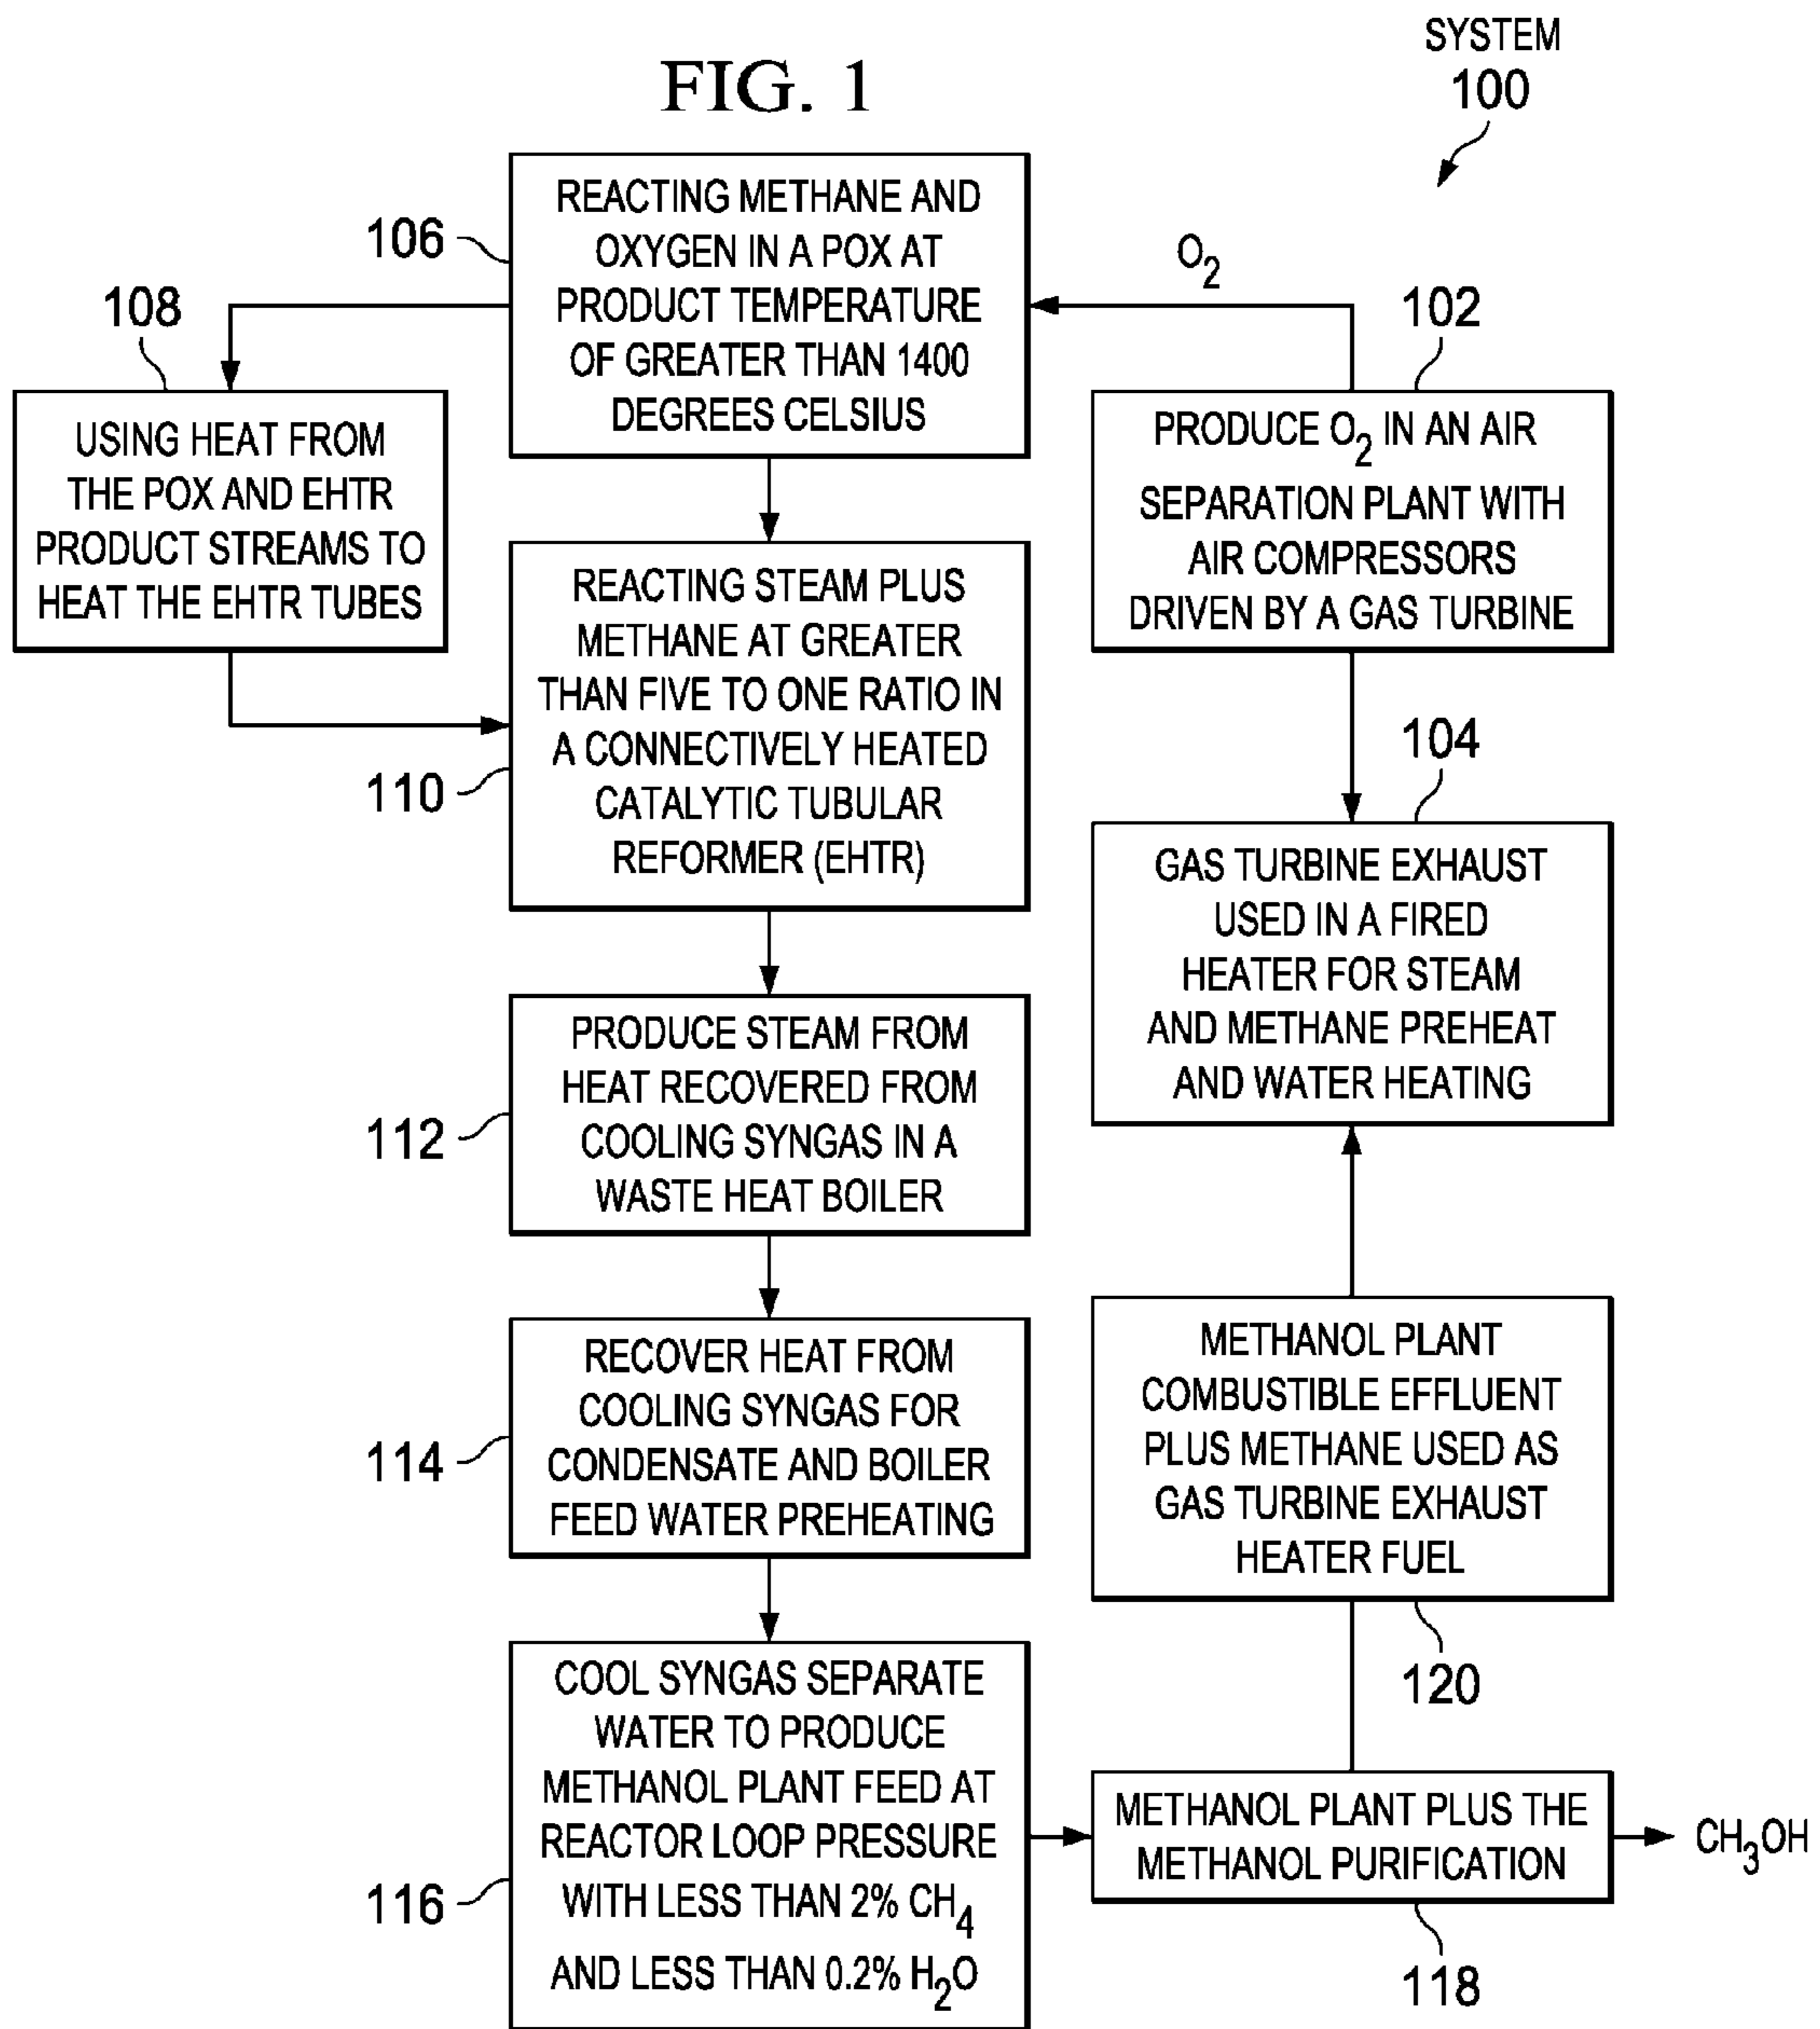 SYSTEM
100
FIG. 1
106
REACTING METHANE AND
OXYGEN IN A POX AT
PRODUCT TEMPERATURE
OF GREATER THAN 1400
DEGREES CELSIUS
O2
102
PRODUCE O2 IN AN AIR
SEPARATION PLANT WITH
AIR COMPRESSORS
DRIVEN BY A GAS TURBINE
108
USING HEAT FROM
THE POX AND EHTR
PRODUCT STREAMS TO
HEAT THE EHTR TUBES
110
REACTING STEAM PLUS
METHANE AT GREATER
THAN FIVE TO ONE RATIO IN
A CONNECTIVELY HEATED
CATALYTIC TUBULAR
REFORMER (EHTR)
104
GAS TURBINE EXHAUST
USED IN A FIRED
HEATER FOR STEAM
AND METHANE PREHEAT
AND WATER HEATING
112
PRODUCE STEAM FROM
HEAT RECOVERED FROM
COOLING SYNGAS IN A
WASTE HEAT BOILER
114
RECOVER HEAT FROM
COOLING SYNGAS FOR
CONDENSATE AND BOILER
FEED WATER PREHEATING
METHANOL PLANT
COMBUSTIBLE EFFLUENT
PLUS METHANE USED AS
GAS TURBINE EXHAUST
HEATER FUEL
120
116
COOL SYNGAS SEPARATE
WATER TO PRODUCE
METHANOL PLANT FEED AT
REACTOR LOOP PRESSURE
WITH LESS THAN 2% CH4
AND LESS THAN 0.2% H2O
METHANOL PLANT PLUS THE
METHANOL PURIFICATION
118
CH3OH